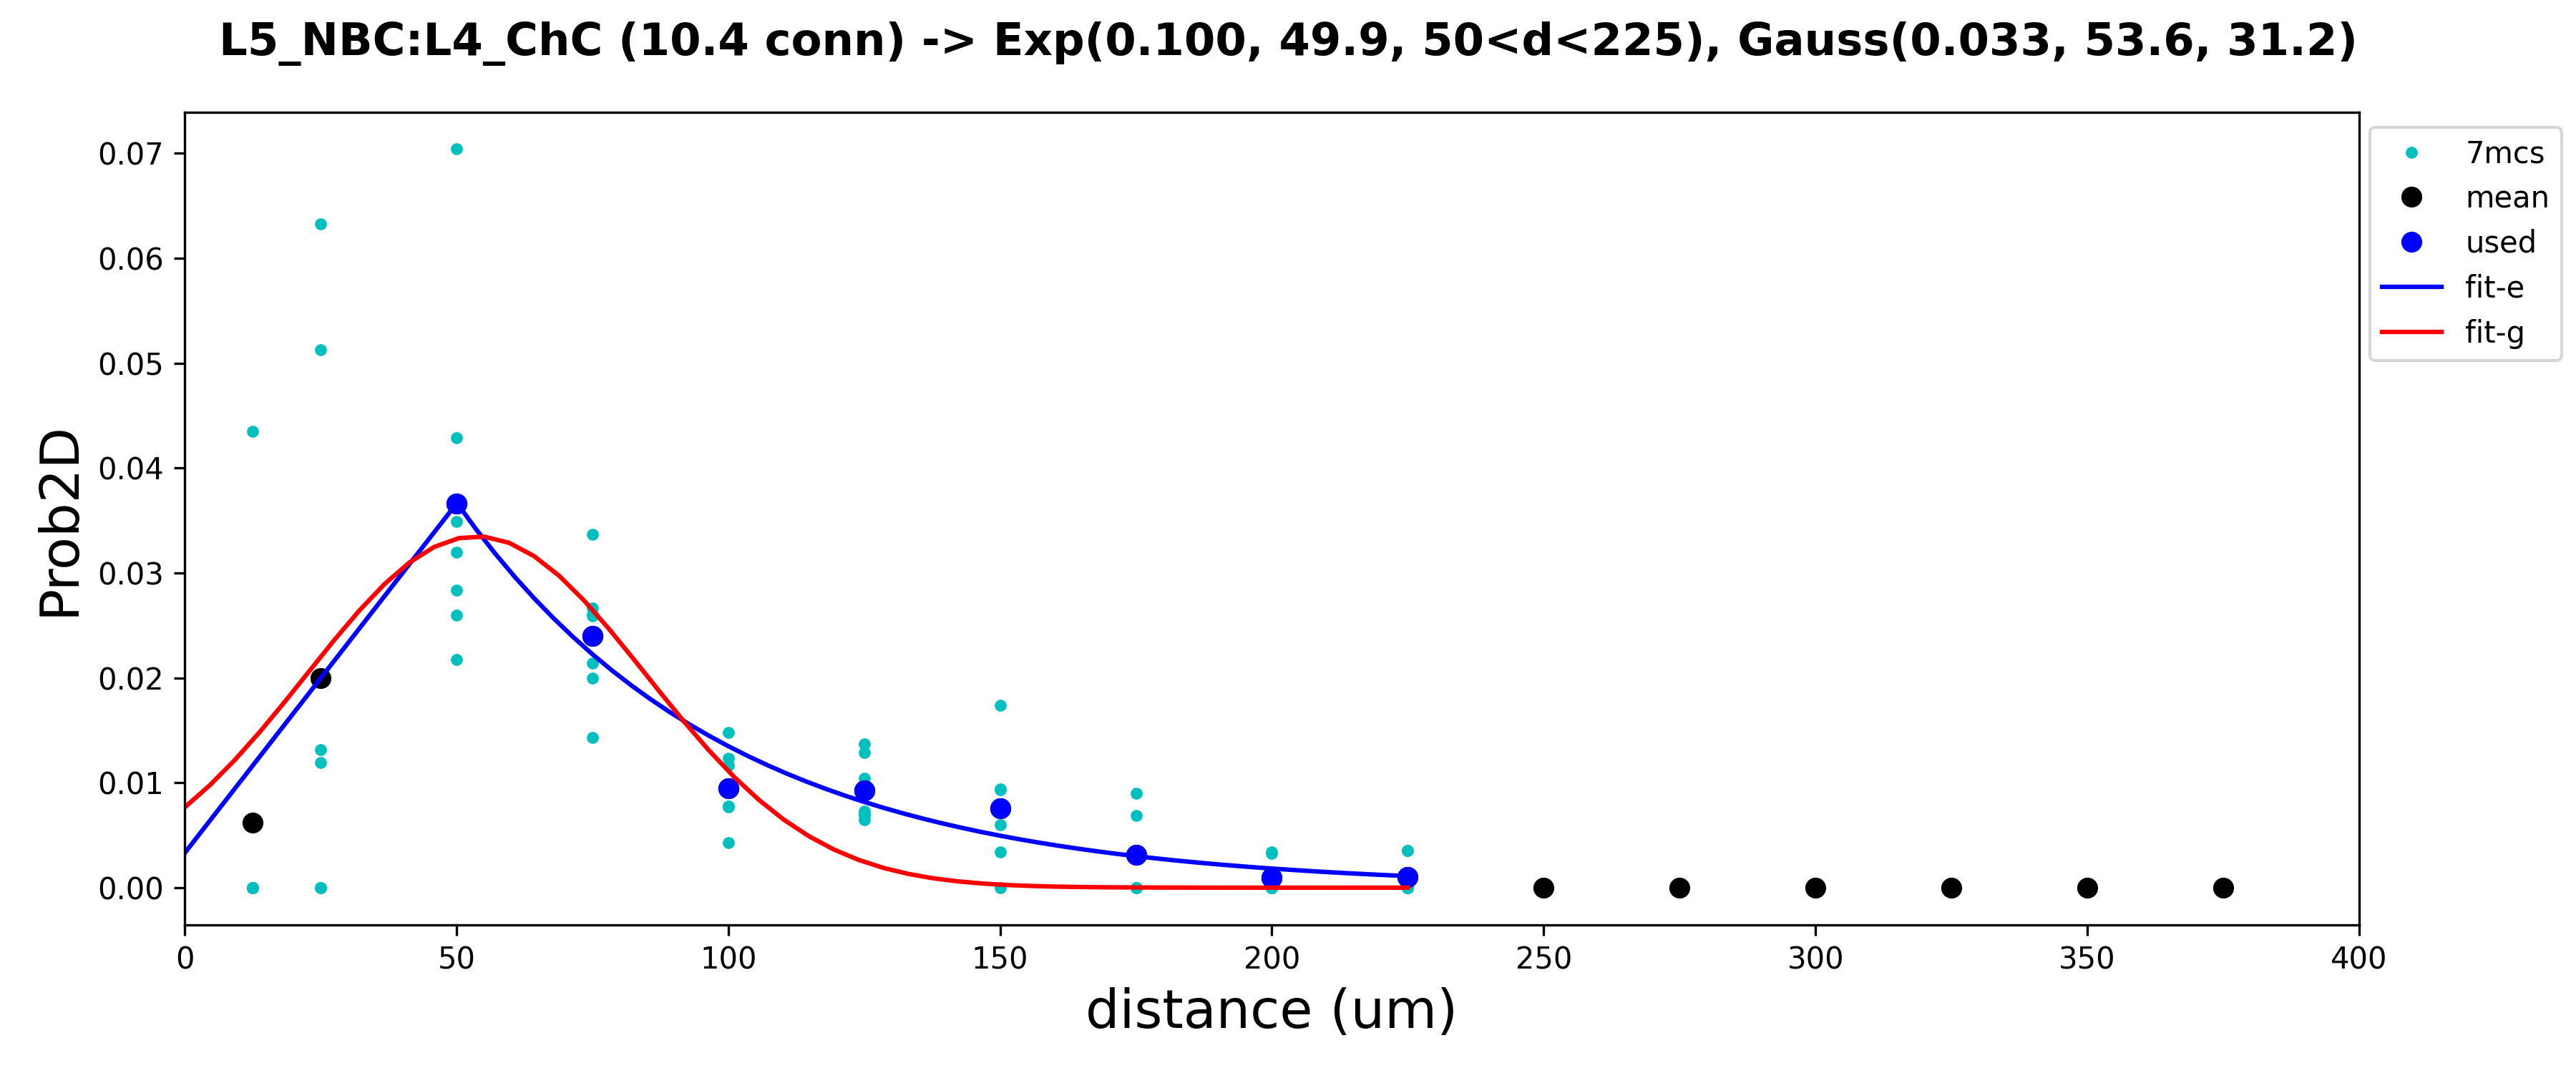 L5_NBC:L4_ChC (10.4 conn) -> Exp(0.100, 49.9, 50<d<225), Gauss(0.033, 53.6, 31.2)
0.07
0.06
0.05
0.04
0.03
0.02
0.01
0.00
Prob2D
0 50 100 150 200 250 300 350 400
distance (um)
7mcs
mean
used
fit-e
fit-g